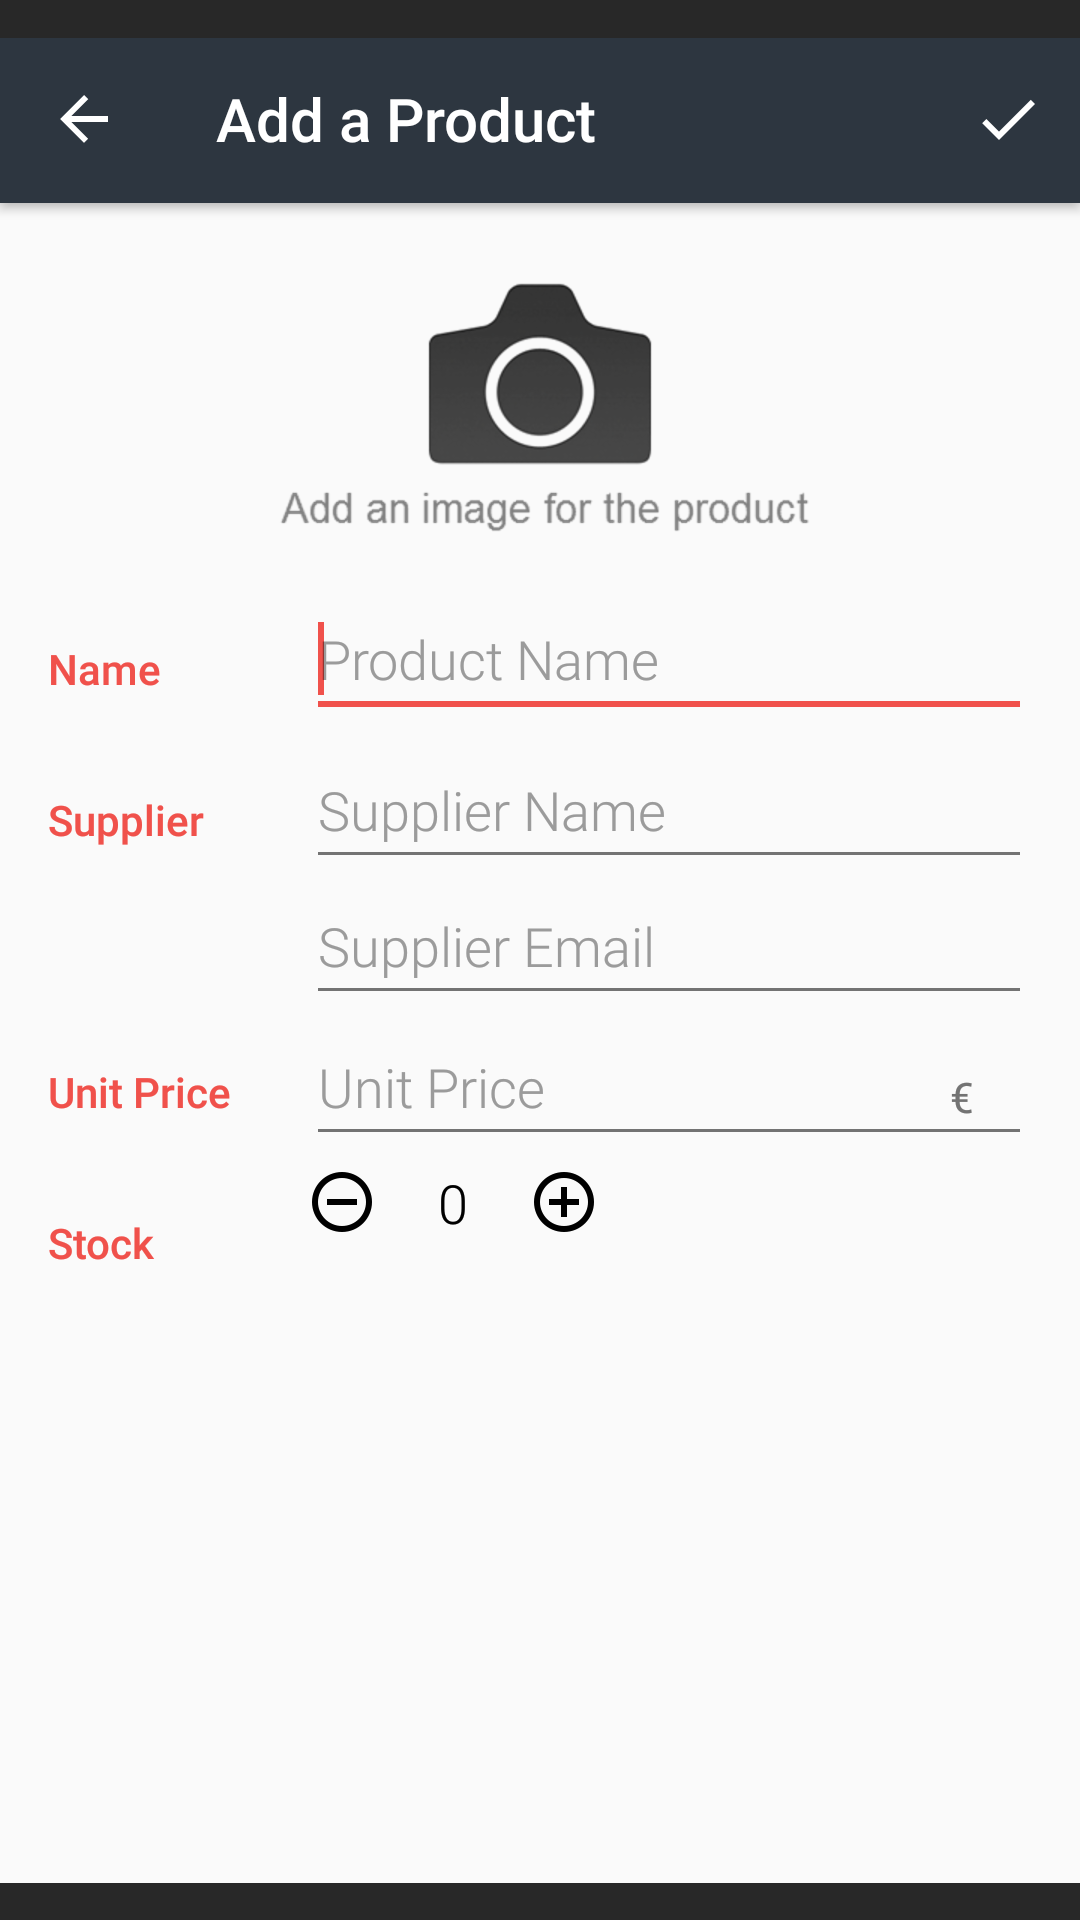 Add a Product
Add an image for the product
Name
Product Name
Supplier
Supplier Name
Supplier Email
Unit Price
Unit Price
€
Stock
0